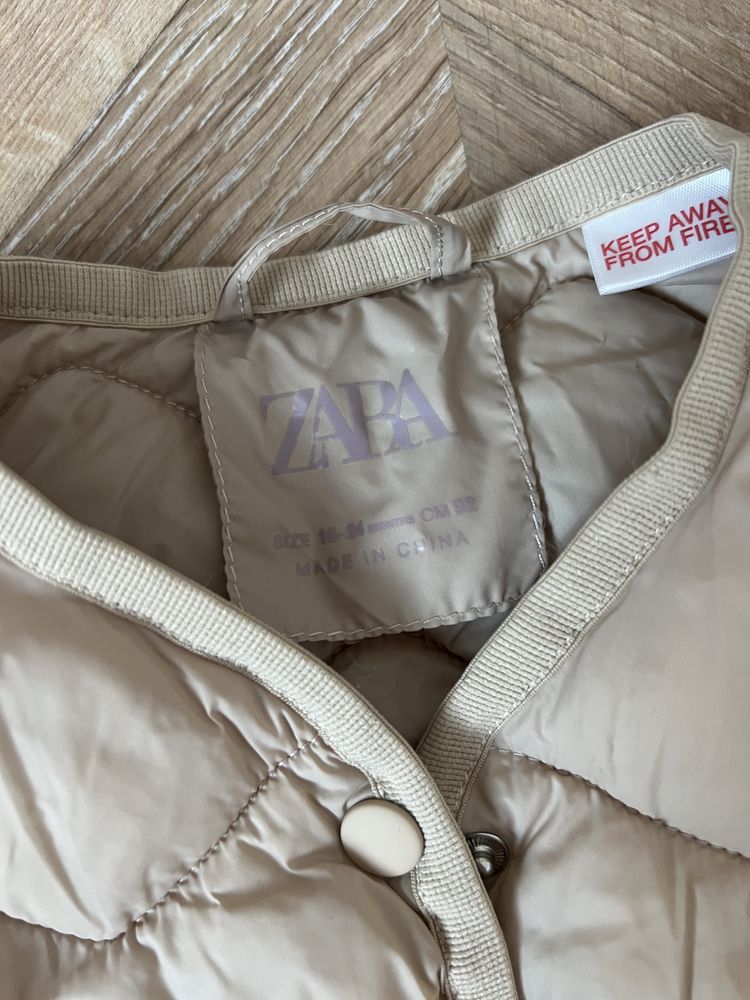 ZARA
SIZE 18-24 MONTHS CM 92
MADE IN CHINA
KEEP AWAY
FROM FIRE